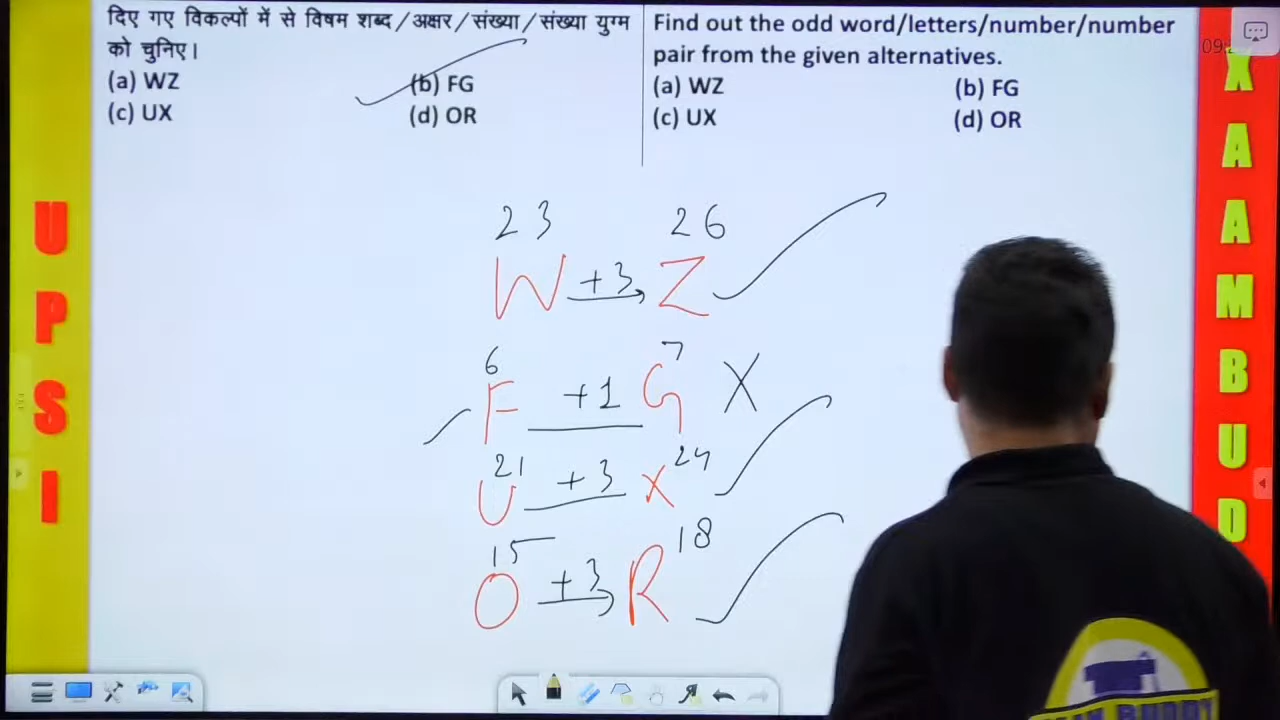 दिए गए विकल्पों में से विषम शब्द/अक्षर/संख्या/संख्या युग्म
को चुनिए।
(a) WZ (b) FG
(c) UX (d) OR
Find out the odd word/letters/number/number
pair from the given alternatives.
(a) WZ (b) FG
(c) UX (d) OR
23 26
W +3 Z
6 7
F +1 G X
21 24
U +3 X
15 18
O +3 R
UPSI
XAAMBUD